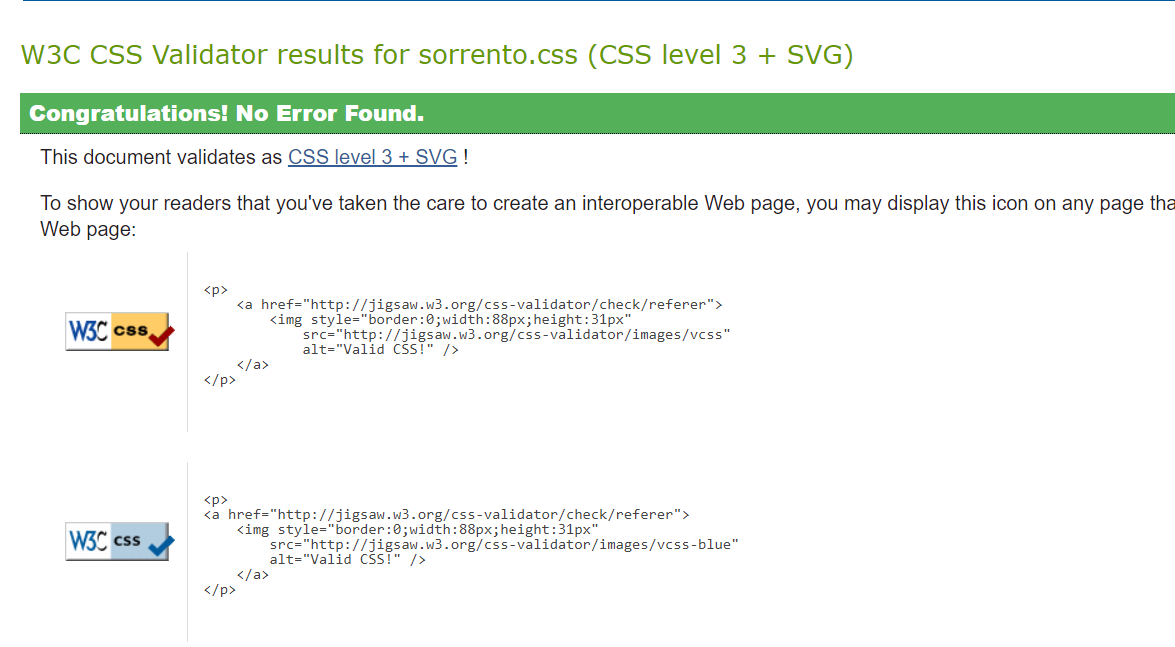 W3C CSS Validator results for sorrento.css (CSS level 3 + SVG)
Congratulations! No Error Found.
This document validates as CSS level 3 + SVG !
To show your readers that you've taken the care to create an interoperable Web page, you may display this icon on any page tha
Web page:
<p>
    <a href="http://jigsaw.w3.org/css-validator/check/referer">
        <img style="border:0;width:88px;height:31px"
            src="http://jigsaw.w3.org/css-validator/images/vcss"
            alt="Valid CSS!" />
    </a>
</p>
W3C css
<p>
<a href="http://jigsaw.w3.org/css-validator/check/referer">
    <img style="border:0;width:88px;height:31px"
        src="http://jigsaw.w3.org/css-validator/images/vcss-blue"
        alt="Valid CSS!" />
    </a>
</p>
W3C css